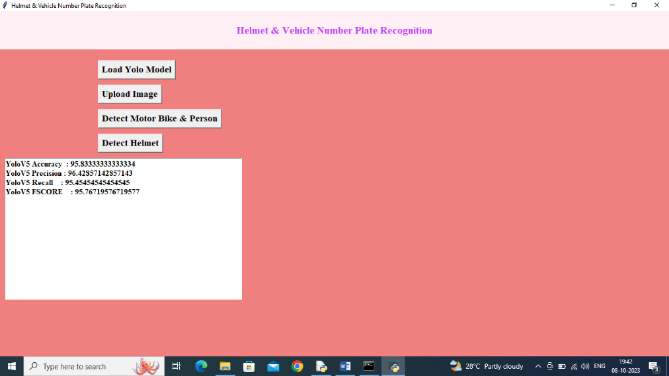 Helmet & Vehicle Number Plate Recognition
Helmet & Vehicle Number Plate Recognition
Load Yolo Model
Upload Image
Detect Motor Bike & Person
Detect Helmet
YoloV5 Accuracy : 95.83333333333334
YoloV5 Precision : 96.42857142857143
YoloV5 Recall : 95.45454545454545
YoloV5 FSCORE : 95.76719576719577
Type here to search
28°C Partly cloudy
ENG
19:42
08-10-2023